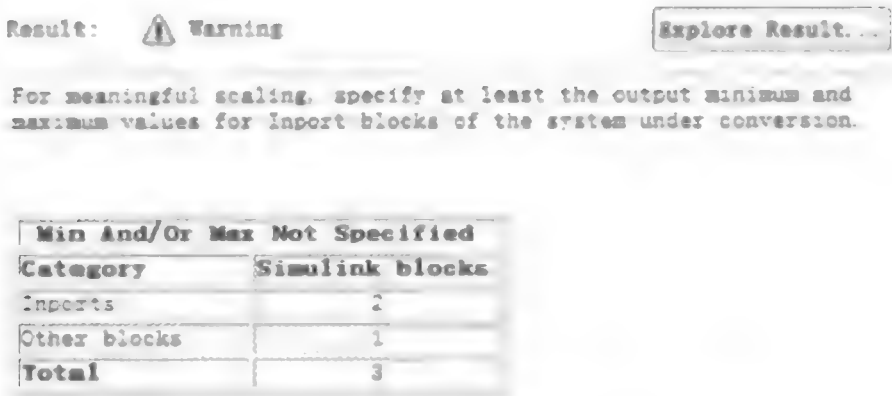 Result: Warning Explore Result...
For meaningful scaling, specify at least the output minimum and
maximum values for Inport blocks of the system under conversion.
Min And/Or Max Not Specified
Category Simulink blocks
Inports 2
Other blocks 1
Total 3